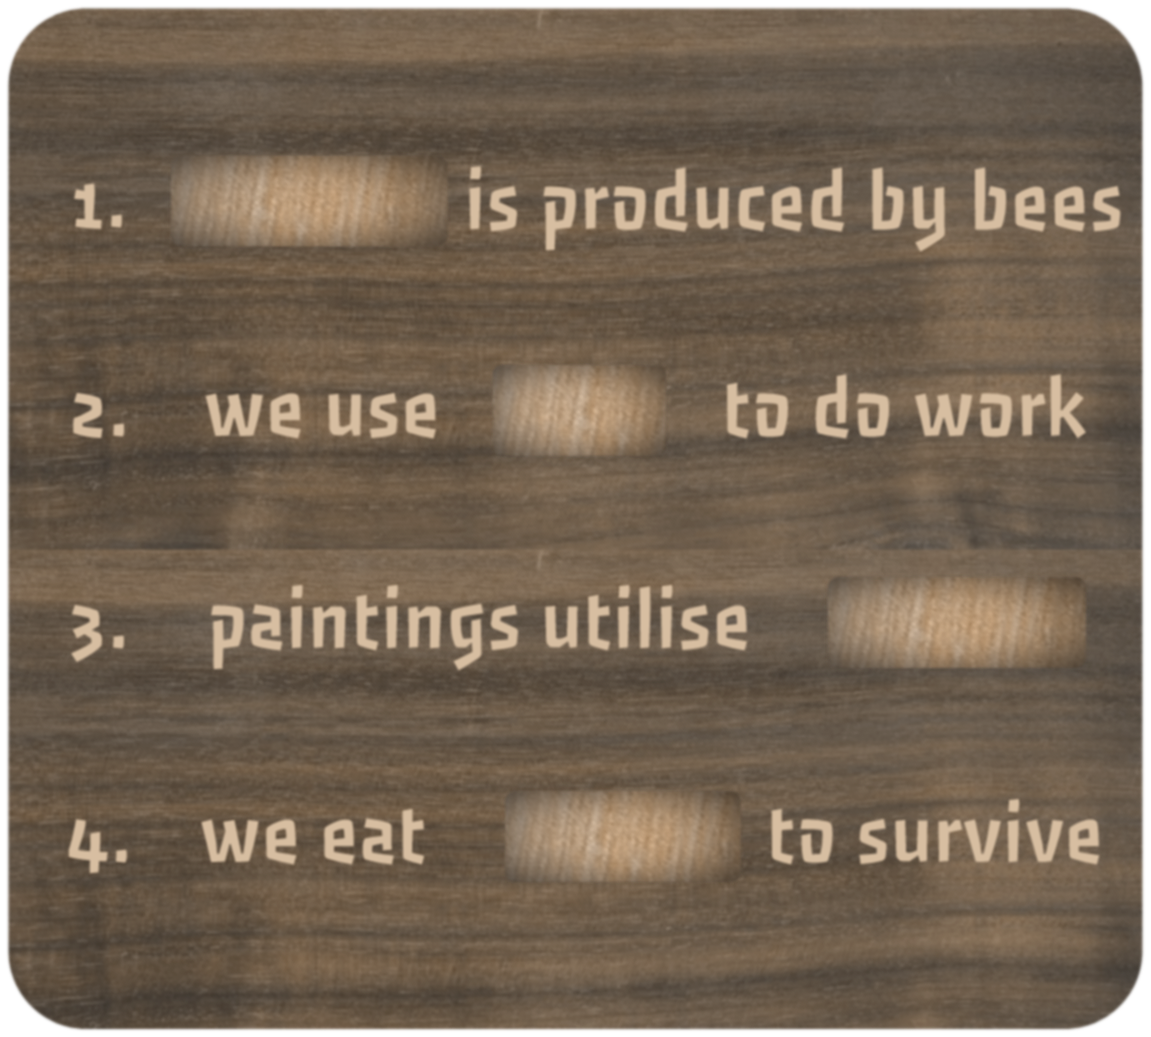 1. is produced by bees
2. we use to do work
3. paintings utilise
4. we eat to survive